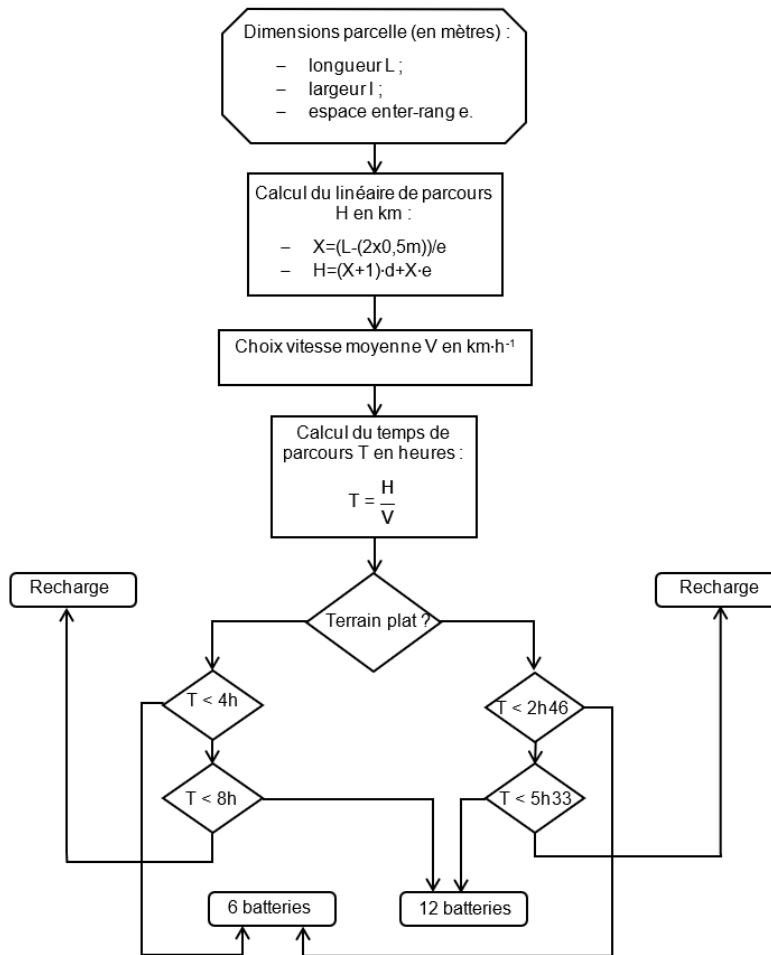 Dimensions parcelle (en mètres) :
– longueur L ;
– largeur l ;
– espace enter-rang e.
Calcul du linéaire de parcours
H en km :
– X=(L-(2x0,5m))/e
– H=(X+1)·d+X·e
Choix vitesse moyenne V en km·h⁻¹
Calcul du temps de
parcours T en heures :
T = H/V
Recharge
Recharge
Terrain plat ?
T < 4h
T < 2h46
T < 8h
T < 5h33
6 batteries
12 batteries